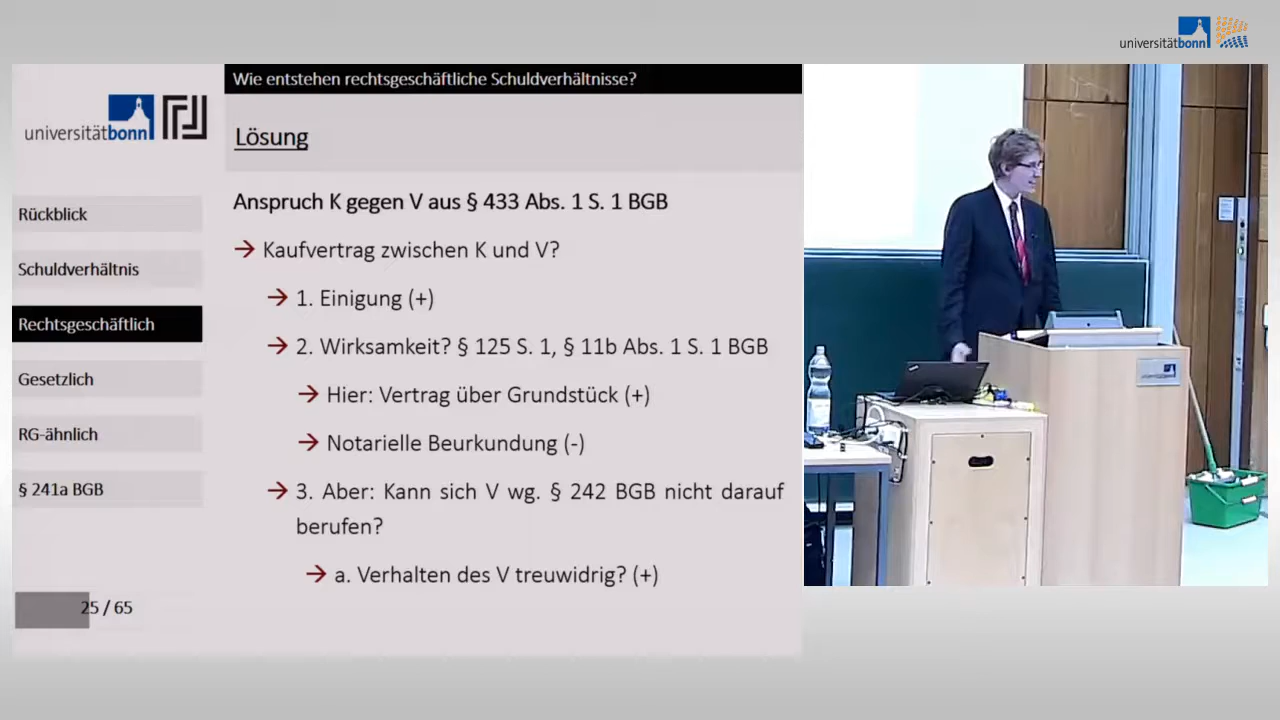 universitätbonn
Wie entstehen rechtsgeschäftliche Schuldverhältnisse?
universitätbonn
Lösung
Rückblick
Schuldverhältnis
Rechtsgeschäftlich
Gesetzlich
RG-ähnlich
§ 241a BGB
25 / 65
Anspruch K gegen V aus § 433 Abs. 1 S. 1 BGB
→ Kaufvertrag zwischen K und V?
→ 1. Einigung (+)
→ 2. Wirksamkeit? § 125 S. 1, § 11b Abs. 1 S. 1 BGB
→ Hier: Vertrag über Grundstück (+)
→ Notarielle Beurkundung (-)
→ 3. Aber: Kann sich V wg. § 242 BGB nicht darauf
berufen?
→ a. Verhalten des V treuwidrig? (+)
universitätbonn